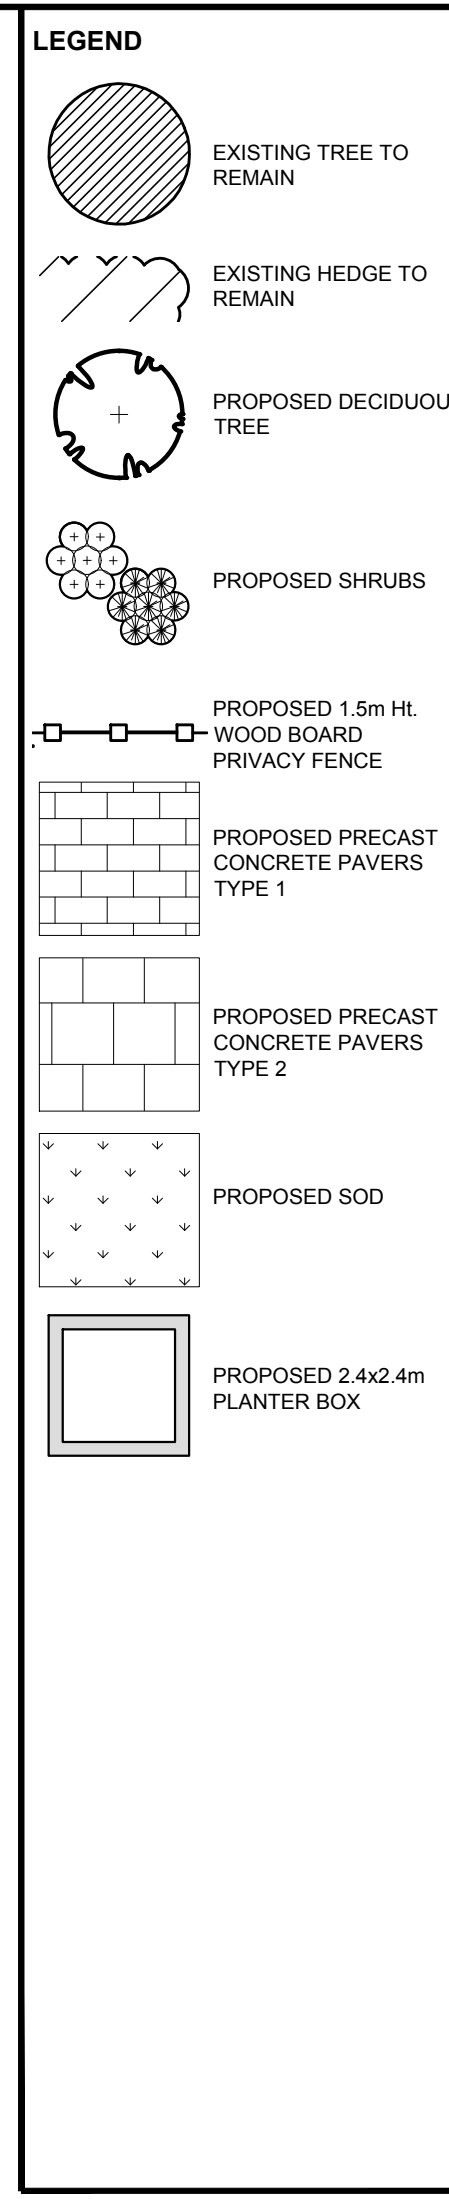 LEGEND
EXISTING TREE TO
REMAIN
EXISTING HEDGE TO
REMAIN
PROPOSED DECIDUOU
TREE
PROPOSED SHRUBS
PROPOSED 1.5m Ht.
WOOD BOARD
PRIVACY FENCE
PROPOSED PRECAST
CONCRETE PAVERS
TYPE 1
PROPOSED PRECAST
CONCRETE PAVERS
TYPE 2
PROPOSED SOD
PROPOSED 2.4x2.4m
PLANTER BOX